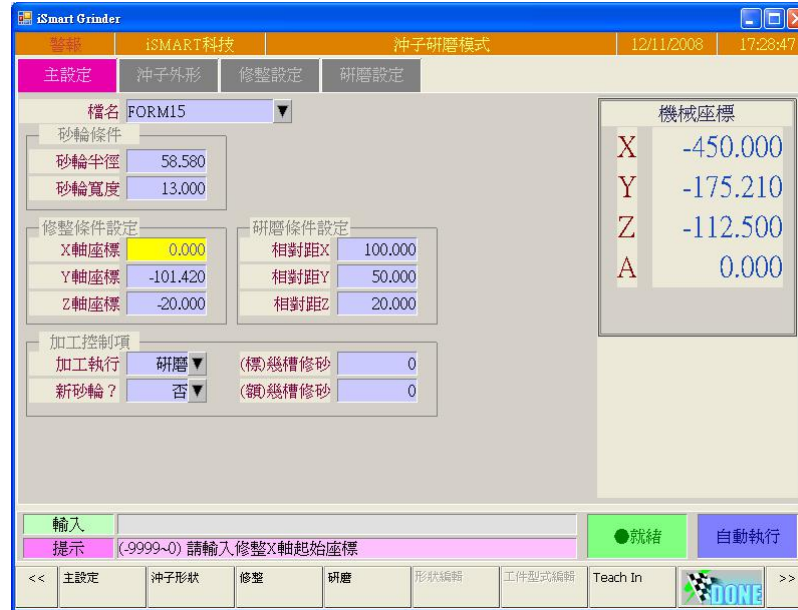 iSmart Grinder
警報 iSMART科技 沖子研磨模式 12/11/2008 17:28:47
主設定 沖子外形 修整設定 研磨設定
檔名 FORM15
砂輪條件
砂輪半徑 58.580
砂輪寬度 13.000
修整條件設定
X軸座標 0.000
Y軸座標 -101.420
Z軸座標 -20.000
研磨條件設定
相對距X 100.000
相對距Y 50.000
相對距Z 20.000
加工控制項
加工執行 研磨 (標)幾槽修砂 0
新砂輪？ 否 (額)幾槽修砂 0
機械座標
X -450.000
Y -175.210
Z -112.500
A 0.000
輸入
提示 (-9999~0) 請輸入修整X軸起始座標
●就緒 自動執行
<< 主設定 沖子形狀 修整 研磨 形狀編輯 工件型式編輯 Teach In DONE >>